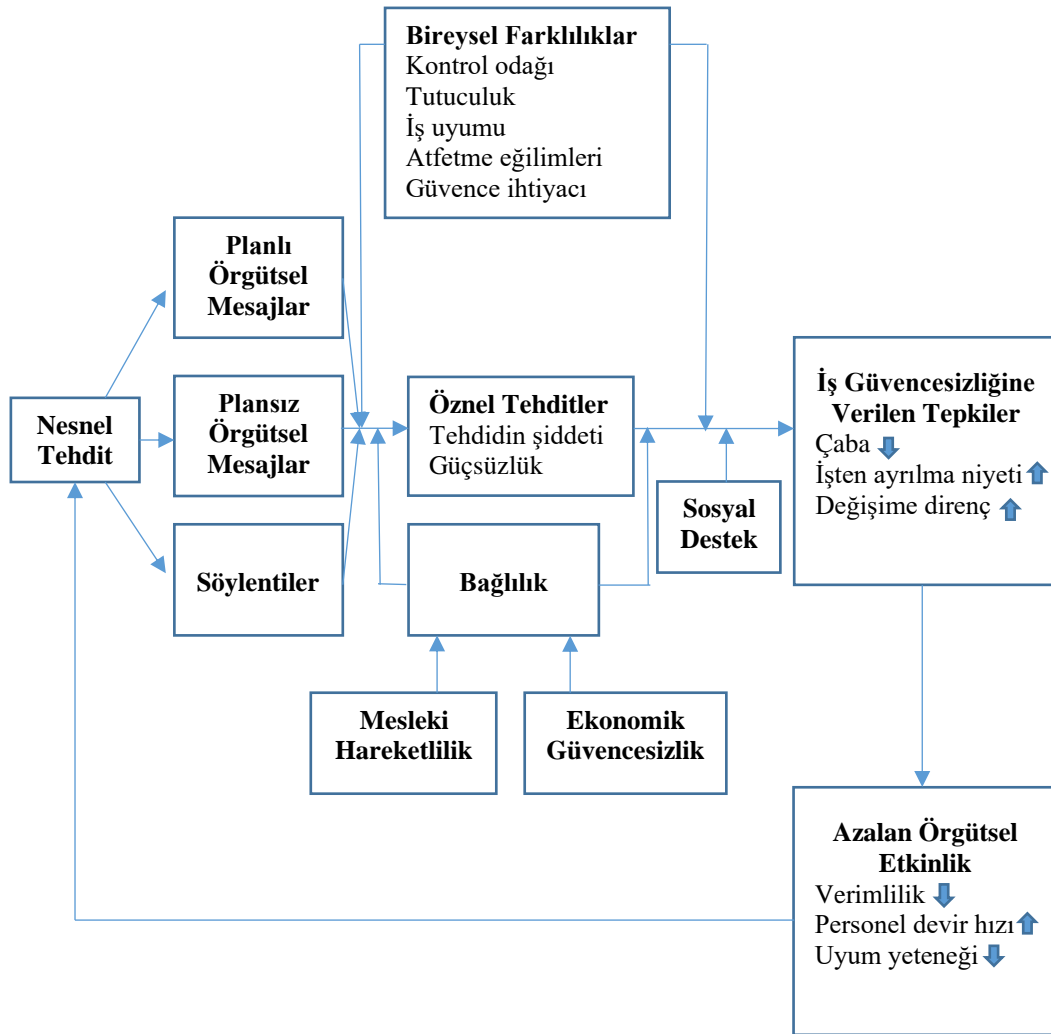 Bireysel Farklılıklar
Kontrol odağı
Tutuculuk
İş uyumu
Atfetme eğilimleri
Güvence ihtiyacı
Planlı
Örgütsel
Mesajlar
Nesnel
Tehdit
Plansız
Örgütsel
Mesajlar
Söylentiler
Öznel Tehditler
Tehdidin şiddeti
Güçsüzlük
Bağlılık
Mesleki
Hareketlilik
Ekonomik
Güvencesizlik
Sosyal
Destek
İş Güvencesizliğine
Verilen Tepkiler
Çaba
İşten ayrılma niyeti
Değişime direnç
Azalan Örgütsel
Etkinlik
Verimlilik
Personel devir hızı
Uyum yeteneği